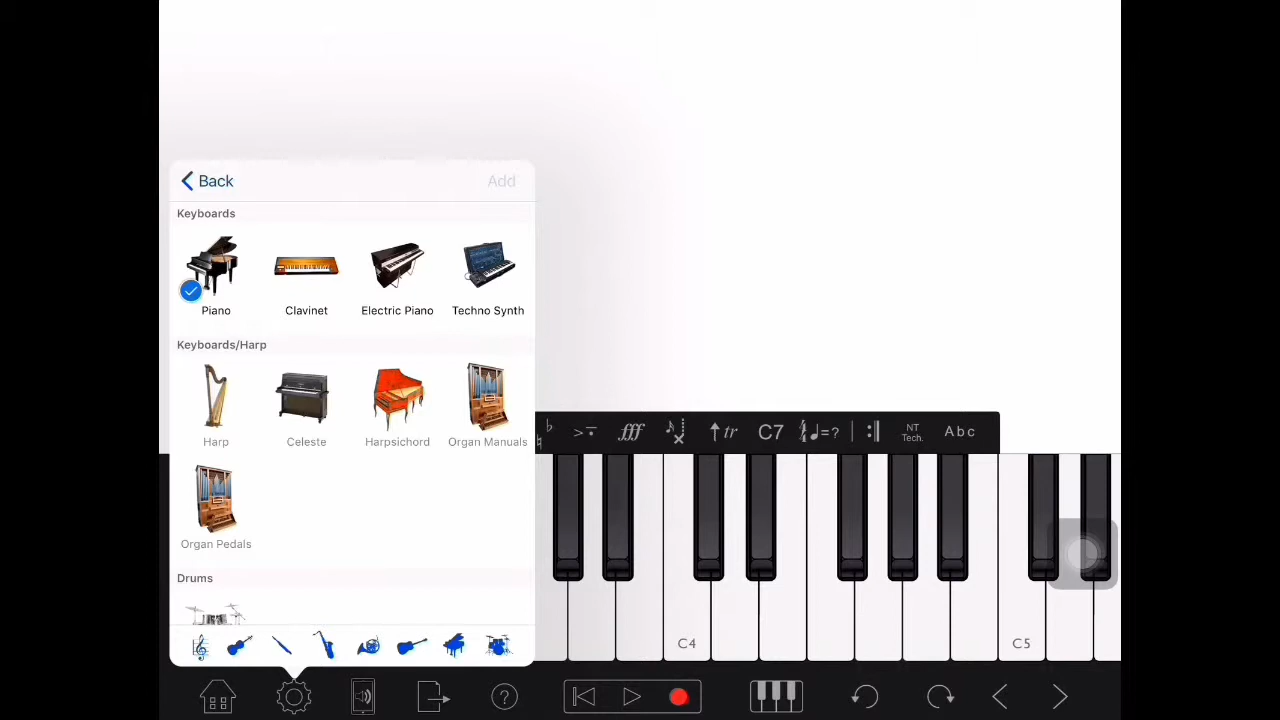 Back Add
Keyboards
Piano Clavinet Electric Piano Techno Synth
Keyboards/Harp
Harp Celeste Harpsichord Organ Manuals
Organ Pedals
Drums
fff tr C7 =? NT Tech. Abc
C4 C5
?